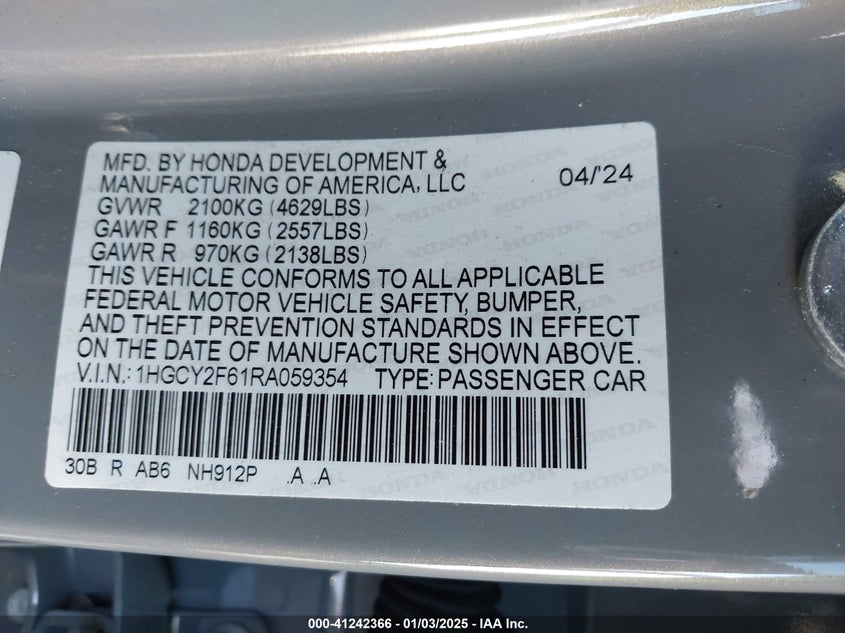 MFD. BY HONDA DEVELOPMENT &
MANUFACTURING OF AMERICA, LLC 04/'24
GVWR 2100KG (4629LBS)
GAWR F 1160KG (2557LBS)
GAWR R 970KG (2138LBS)
THIS VEHICLE CONFORMS TO ALL APPLICABLE
FEDERAL MOTOR VEHICLE SAFETY, BUMPER,
AND THEFT PREVENTION STANDARDS IN EFFECT
ON THE DATE OF MANUFACTURE SHOWN ABOVE.
V.I.N.: 1HGCY2F61RA059354 TYPE: PASSENGER CAR
30B R AB6 NH912P .A .A
000-41242366 - 01/03/2025 - IAA Inc.